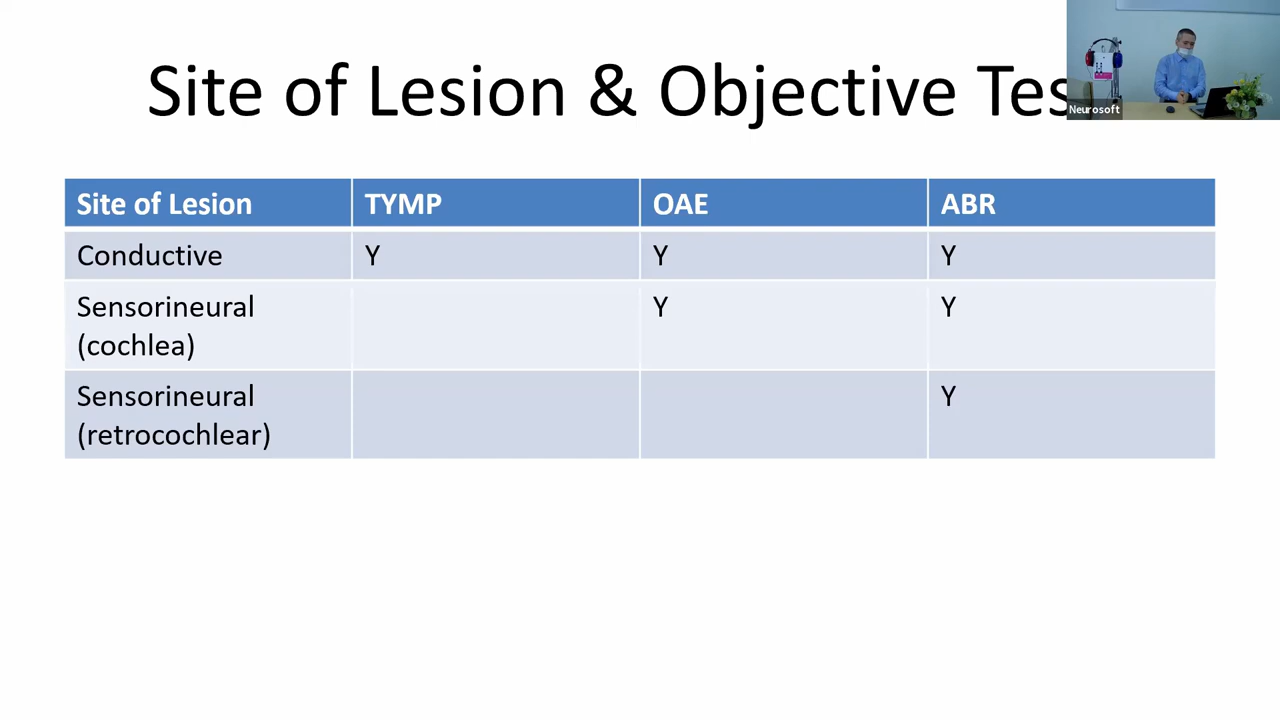 Site of Lesion & Objective Tes
Neurosoft
Site of Lesion TYMP OAE ABR
Conductive Y Y Y
Sensorineural Y Y
(cochlea)
Sensorineural Y
(retrocochlear)